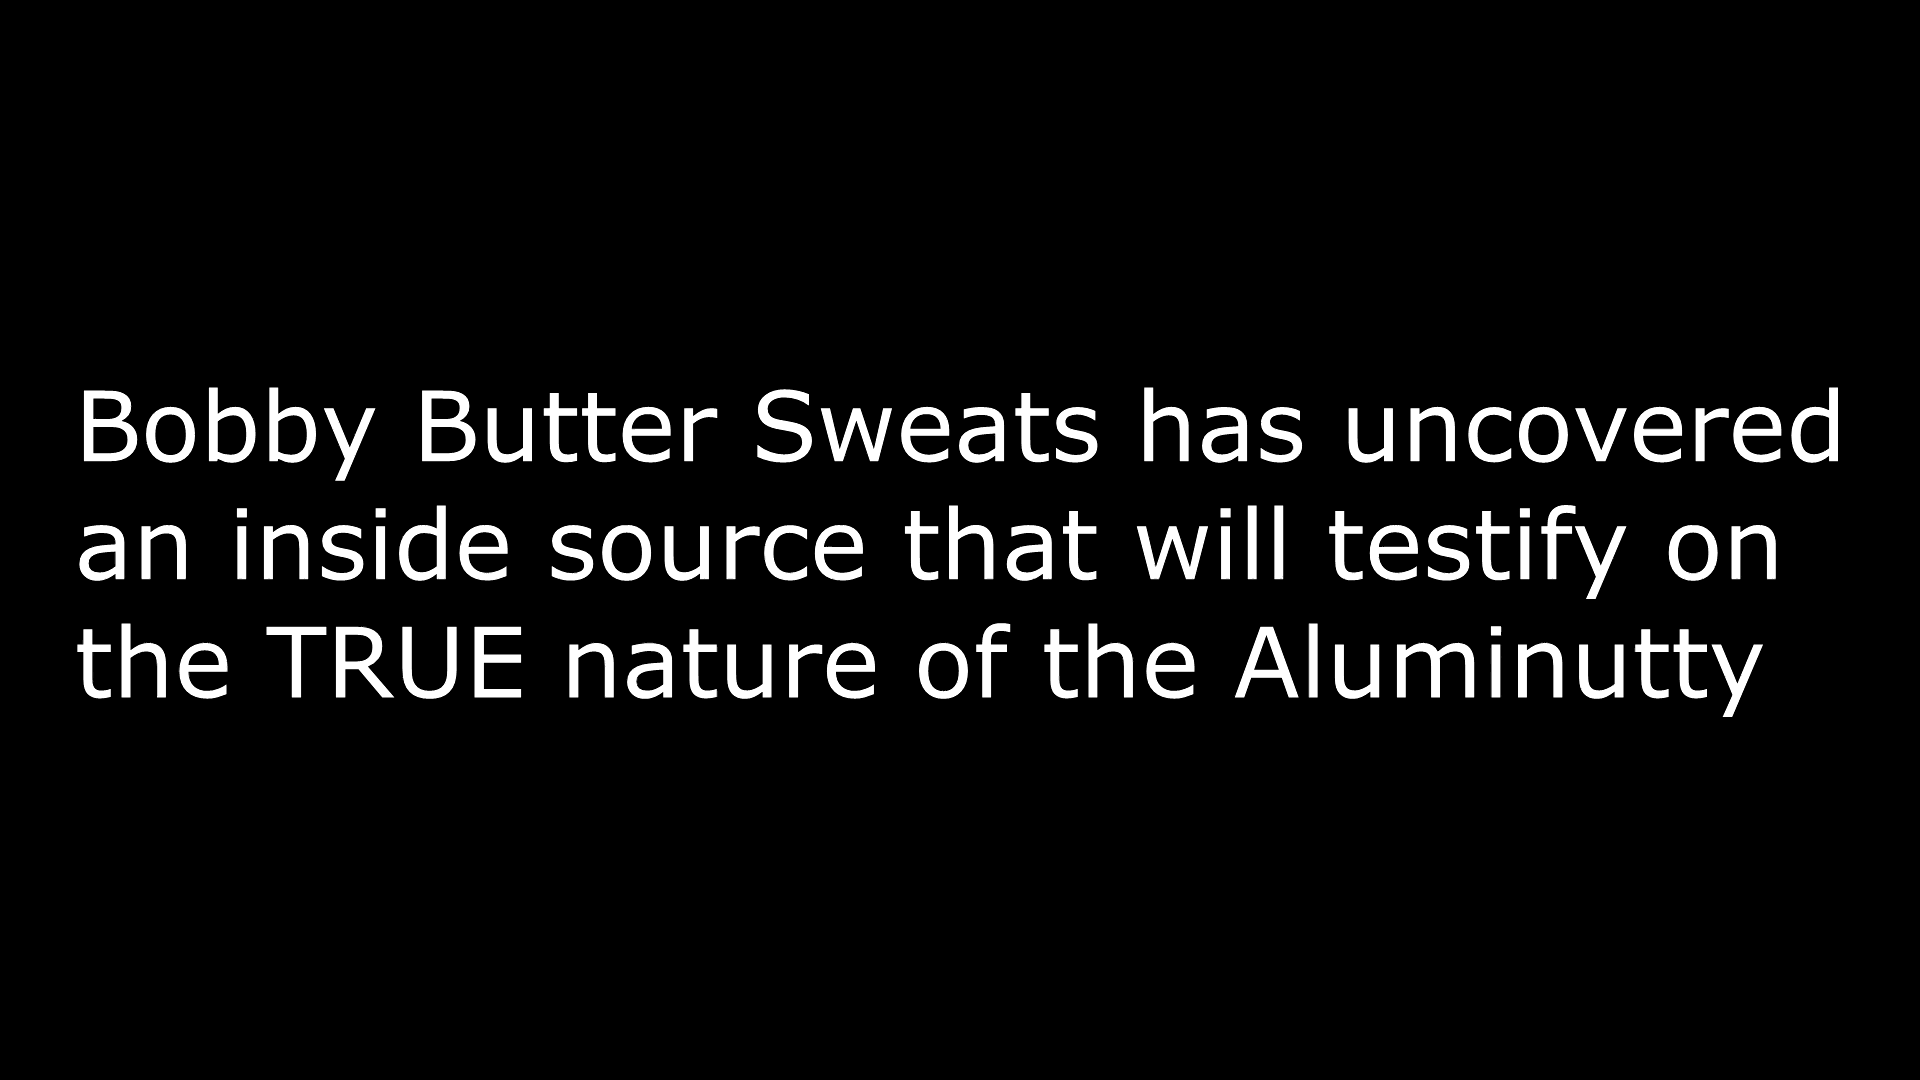 Bobby Butter Sweats has uncovered
an inside source that will testify on
the TRUE nature of the Aluminutty